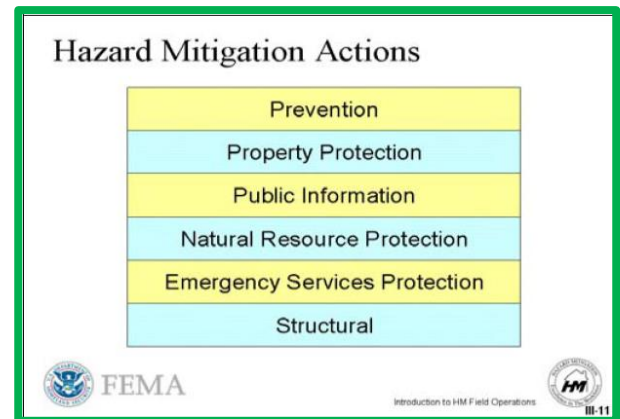 Hazard Mitigation Actions
Prevention
Property Protection
Public Information
Natural Resource Protection
Emergency Services Protection
Structural
FEMA
Introduction to HM Field Operations
HM
III-11